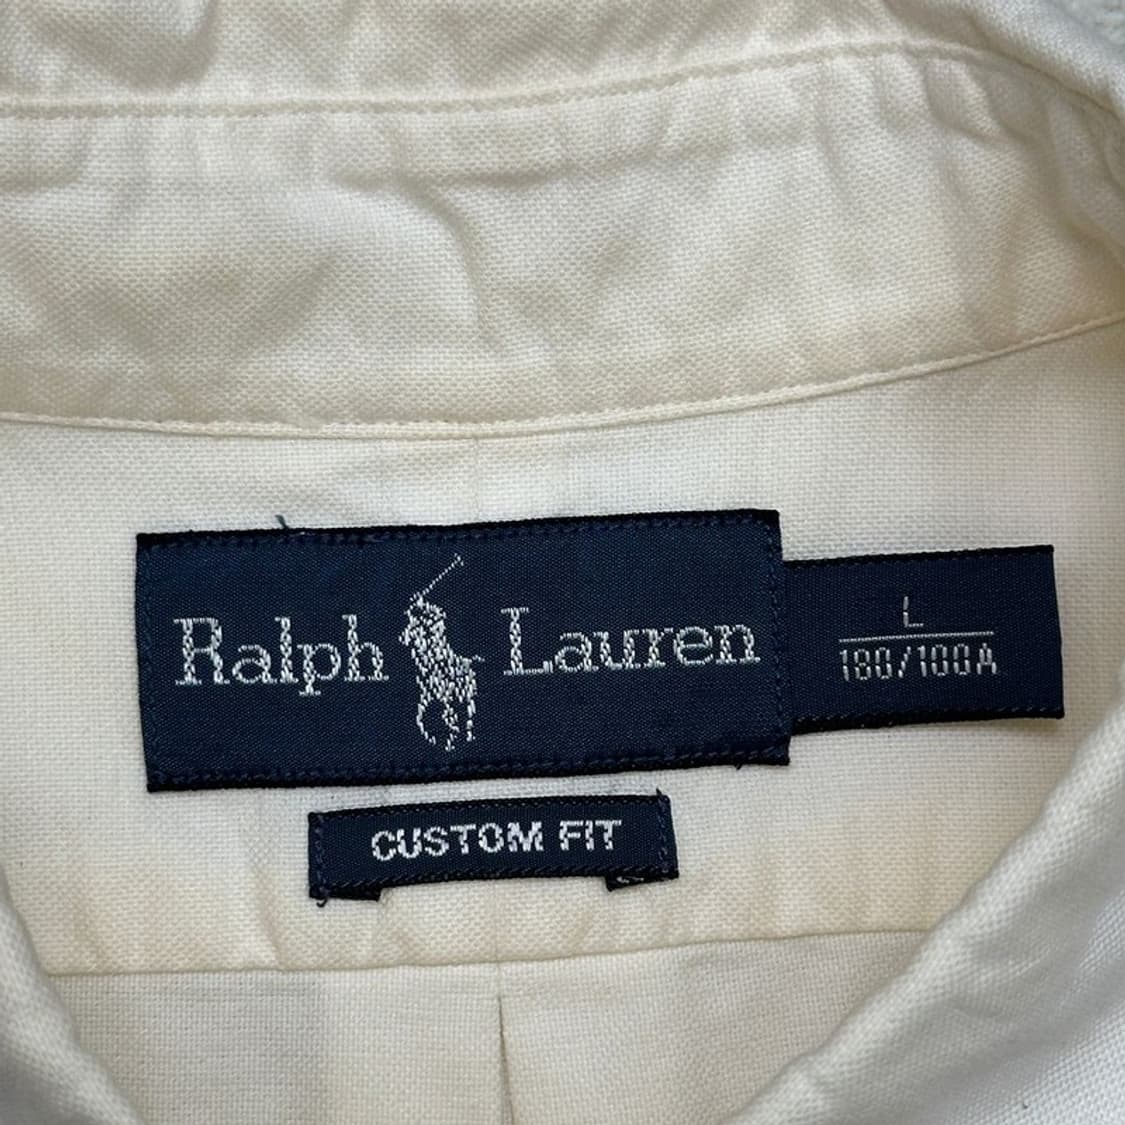 Ralph Lauren
L
180/100A
CUSTOM FIT